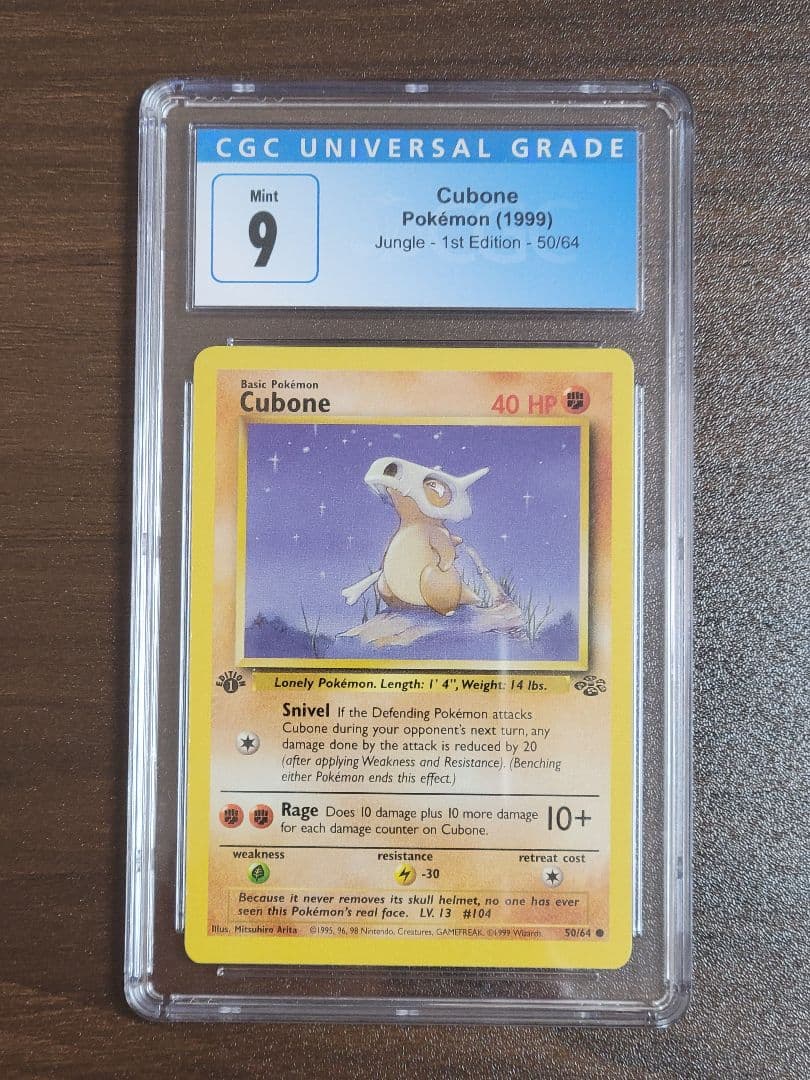 CGC UNIVERSAL GRADE
Mint
9
Cubone
Pokémon (1999)
Jungle - 1st Edition - 50/64
Basic Pokémon
Cubone
40 HP
EDITION
1
Lonely Pokémon. Length: 1' 4", Weight: 14 lbs.
Snivel If the Defending Pokémon attacks
Cubone during your opponent's next turn, any
damage done by the attack is reduced by 20
(after applying Weakness and Resistance). (Benching
either Pokémon ends this effect.)
Rage Does 10 damage plus 10 more damage
for each damage counter on Cubone.
10+
weakness
resistance
retreat cost
-30
Because it never removes its skull helmet, no one has ever
seen this Pokémon's real face. LV. 13 #104
Illus. Mitsuhiro Arita ©1995, 96, 98 Nintendo, Creatures, GAMEFREAK. ©1999 Wizards. 50/64